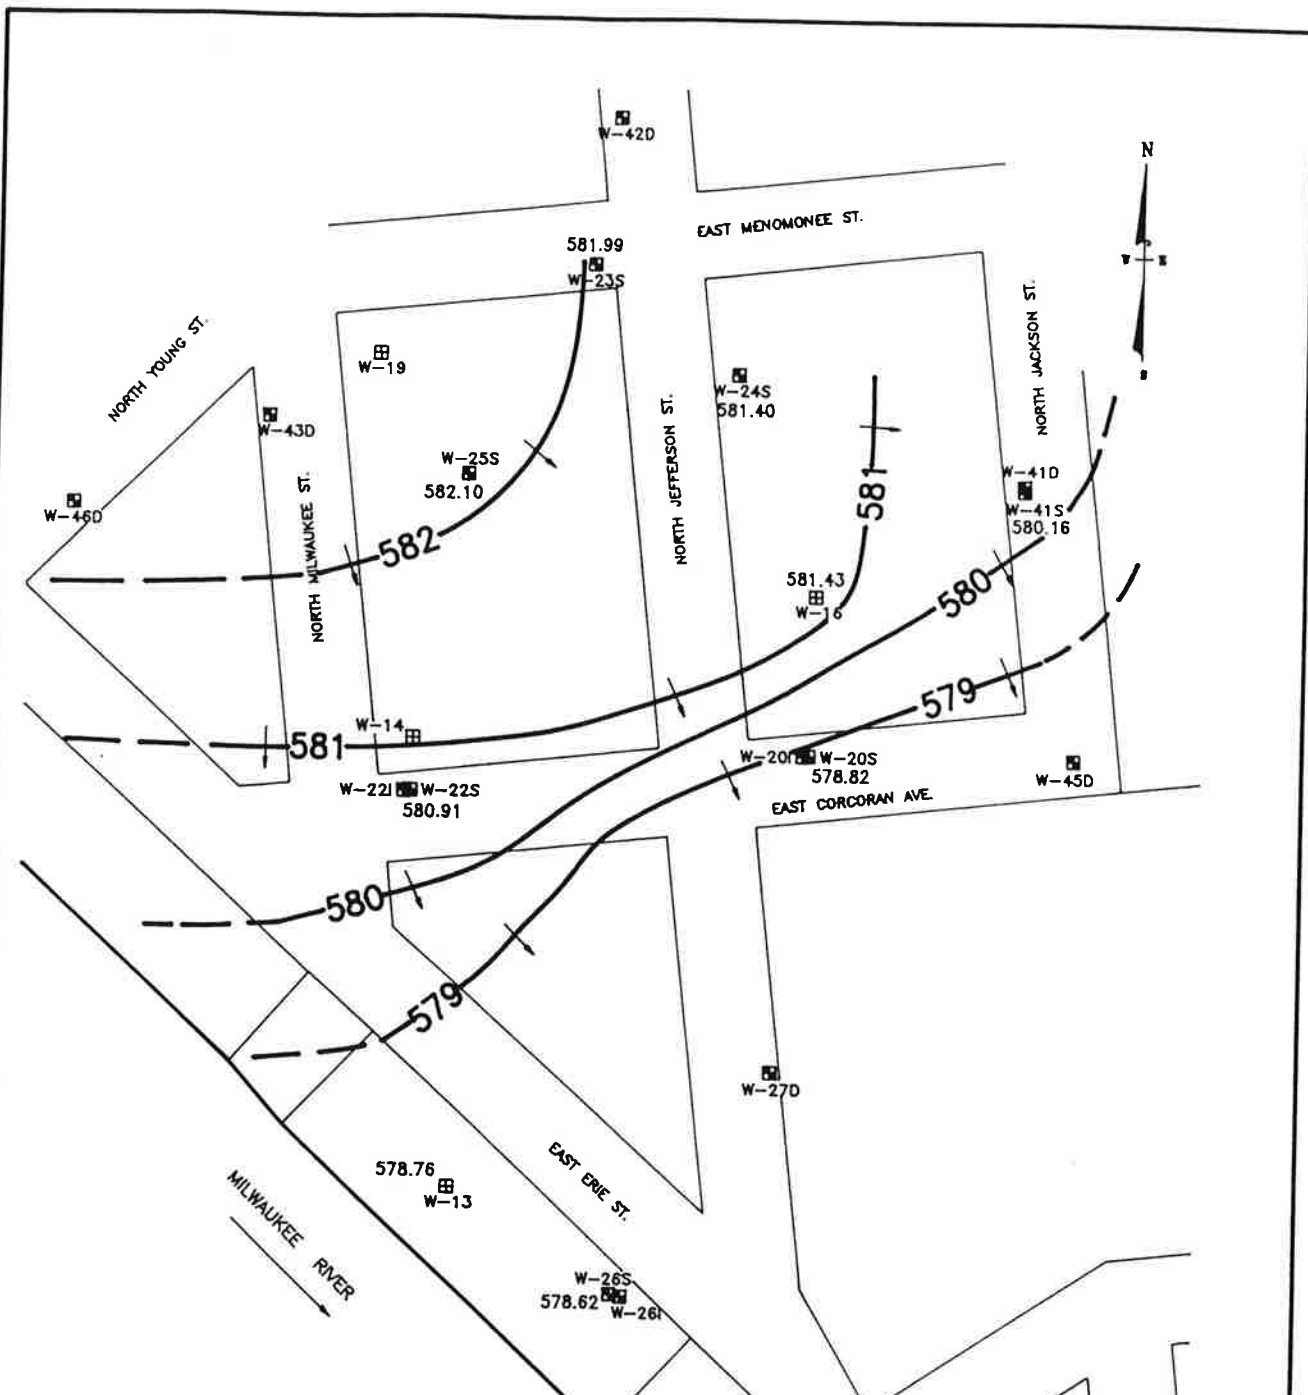 W-42D
N
EAST MENOMONEE ST.
581.99
W-23S
NORTH YOUNG ST.
W-19
NORTH JACKSON ST.
W-24S
581.40
W-43D
NORTH JEFFERSON ST.
W-25S
582.10
NORTH MILWAUKEE ST.
W-46D
581
W-41D
W-41S
580.16
582
581.43
W-16
580
579
W-14
581
W-20I
W-20S
578.82
W-45D
W-22I
W-22S
580.91
EAST CORCORAN AVE.
580
579
W-27D
EAST ERIE ST.
578.76
W-13
MILWAUKEE RIVER
W-26S
578.62
W-26I